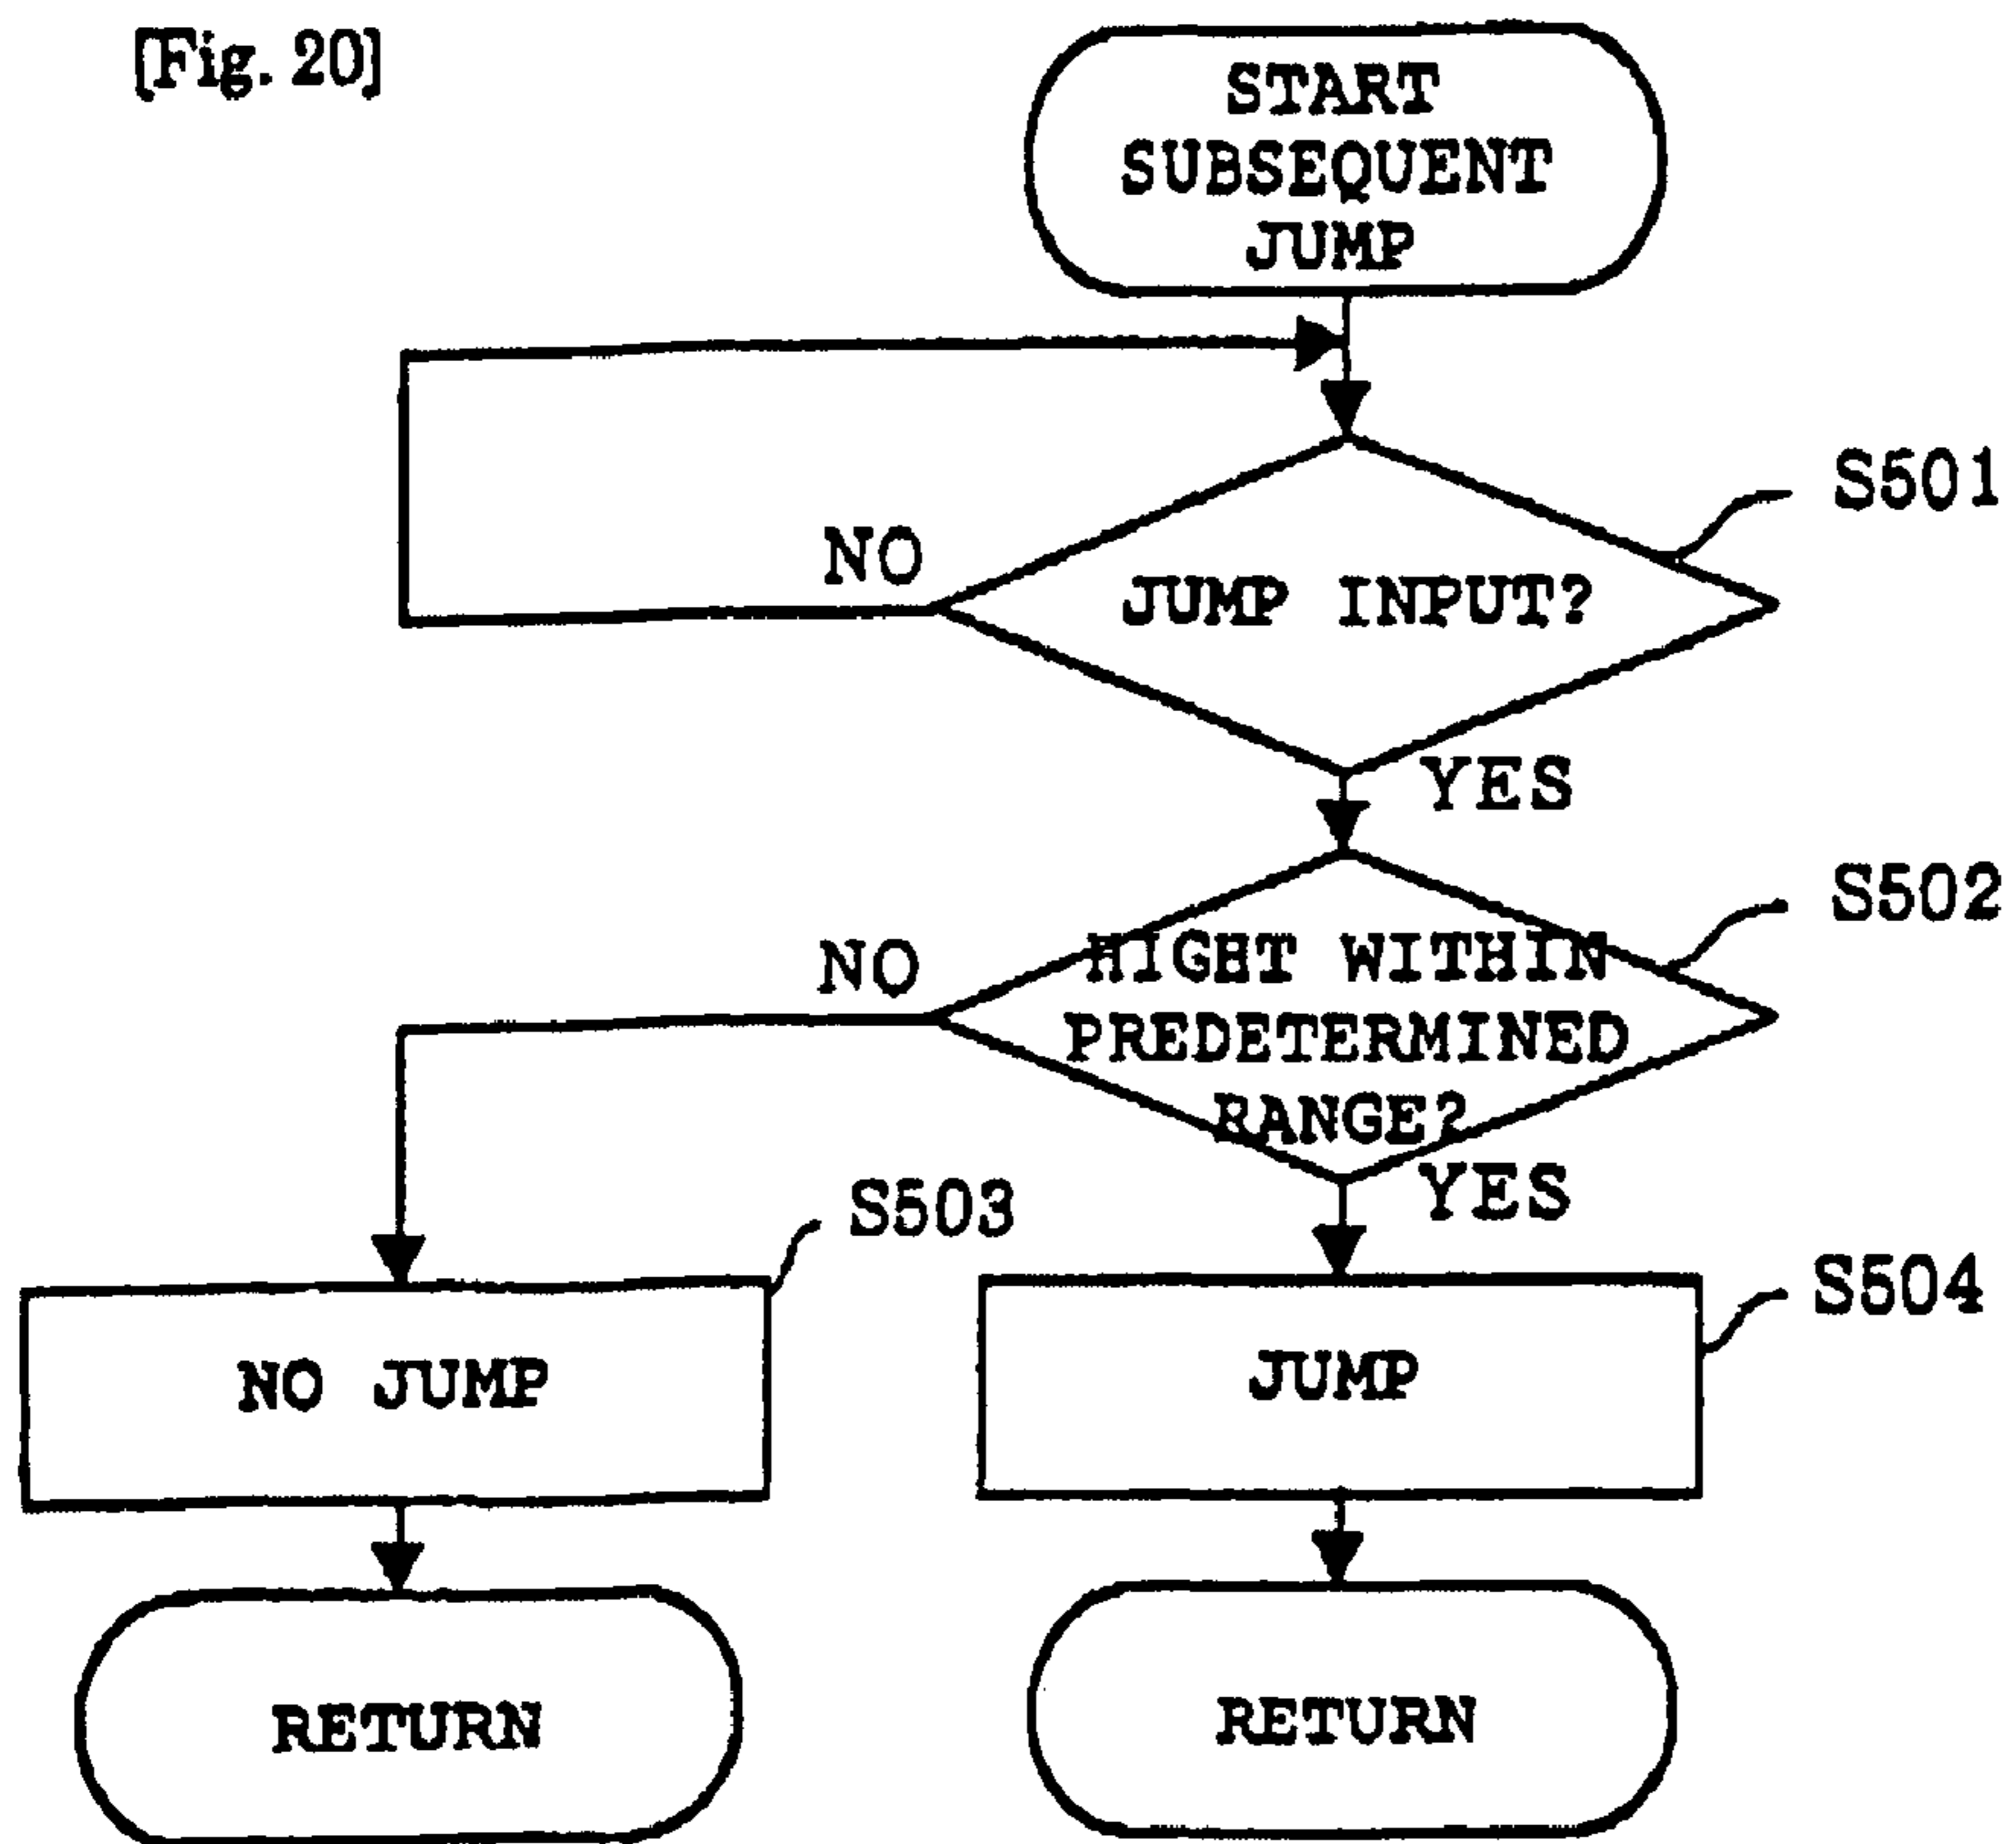 [Fig. 20]
START
SUBSEQUENT
JUMP
S501
NO
JUMP INPUT?
YES
S502
NO
HIGHT WITHIN
PREDETERMINED
RANGE?
YES
S503
S504
NO JUMP
JUMP
RETURN
RETURN